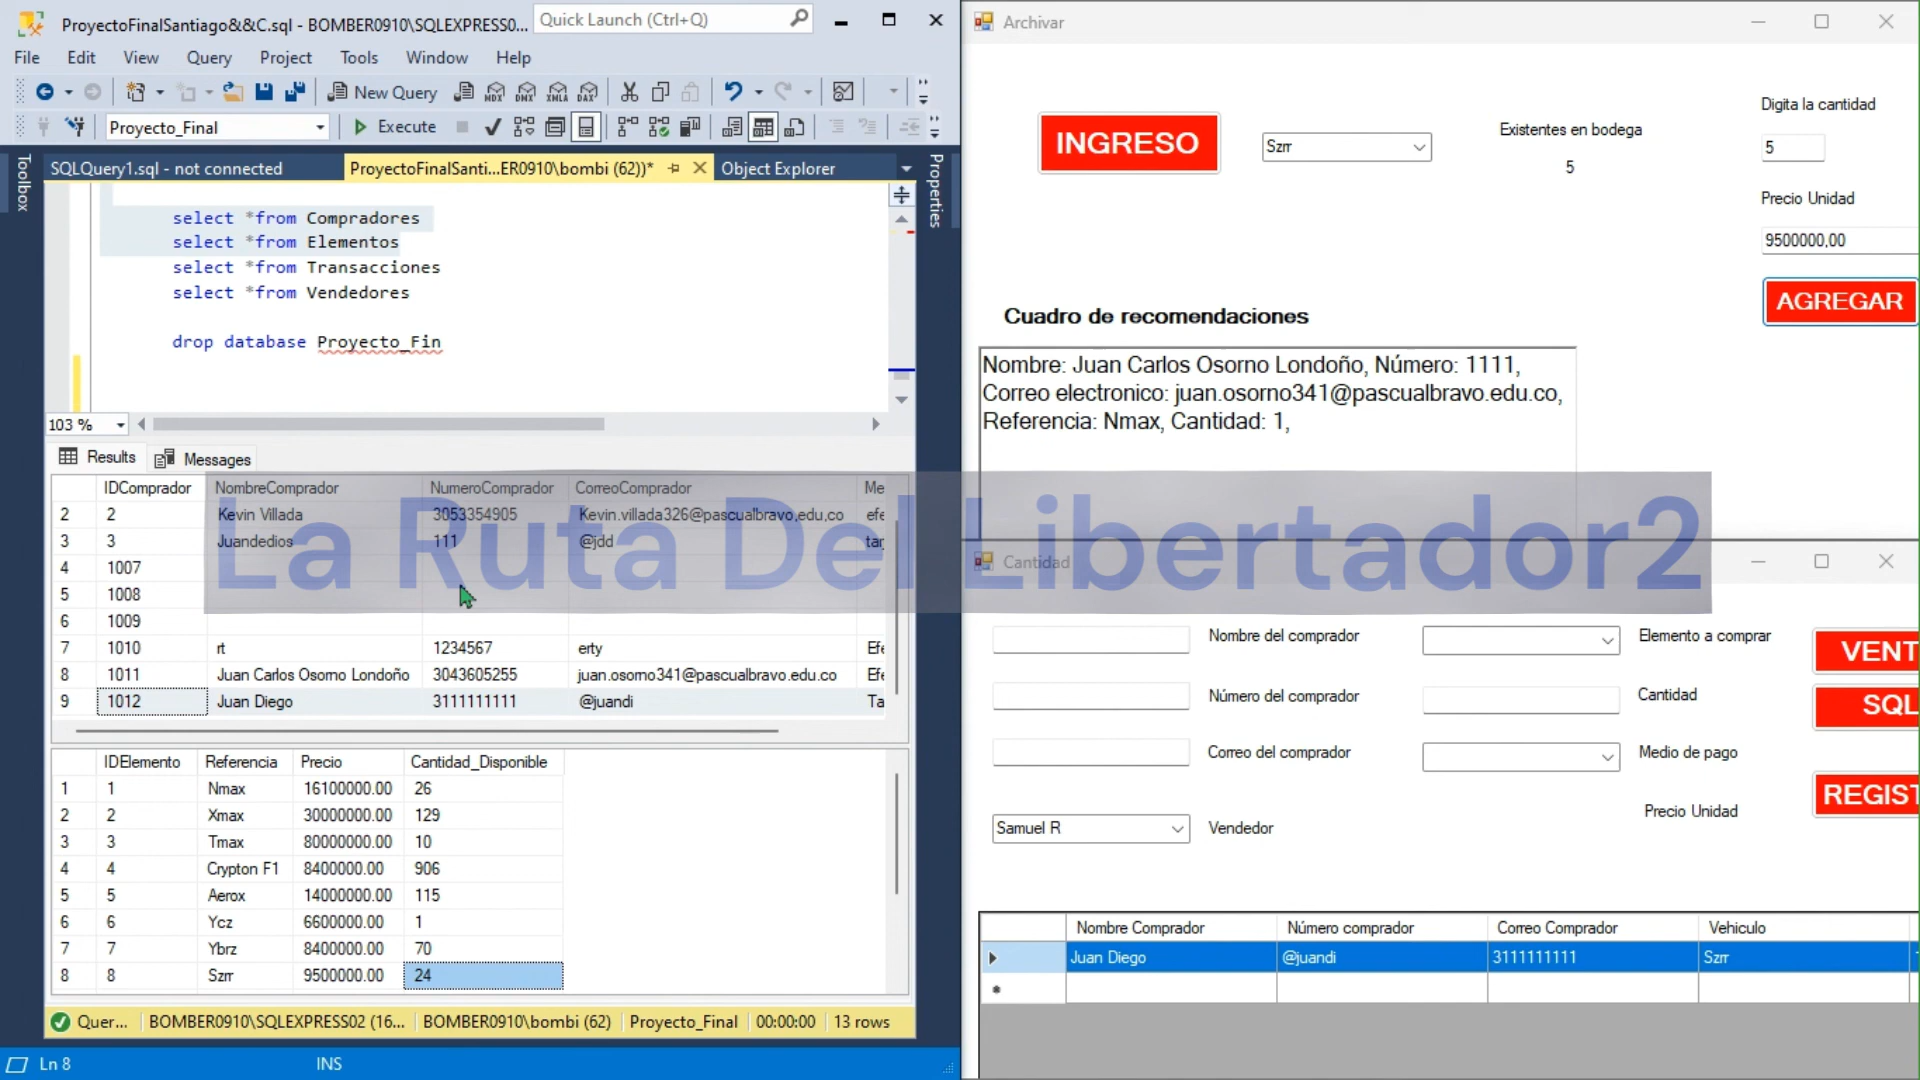 ProyectoFinalSantiago&&C.sql - BOMBER0910\SQLEXPRESS0...
Quick Launch (Ctrl+Q)
File Edit View Query Project Tools Window Help
New Query
Proyecto_Final
Execute
Toolbox
SQLQuery1.sql - not connected
ProyectoFinalSanti...ER0910\bombi (62))*
Object Explorer
Properties
select *from Compradores
select *from Elementos
select *from Transacciones
select *from Vendedores
drop database Proyecto_Fin
103 %
Results Messages
IDComprador NombreComprador NumeroComprador CorreoComprador Me
2 2 Kevin Villada 3053354905 Kevin.villada326@pascualbravo,edu,co efe
3 3 Juandedios 111 @jdd tar
4 1007
5 1008
6 1009
7 1010 rt 1234567 erty Efe
8 1011 Juan Carlos Osorno Londoño 3043605255 juan.osorno341@pascualbravo.edu.co Efe
9 1012 Juan Diego 3111111111 @juandi Ta
IDElemento Referencia Precio Cantidad_Disponible
1 1 Nmax 16100000.00 26
2 2 Xmax 30000000.00 129
3 3 Tmax 80000000.00 10
4 4 Crypton F1 8400000.00 906
5 5 Aerox 14000000.00 115
6 6 Ycz 6600000.00 1
7 7 Ybrz 8400000.00 70
8 8 Szrr 9500000.00 24
Quer... BOMBER0910\SQLEXPRESS02 (16... BOMBER0910\bombi (62) Proyecto_Final 00:00:00 13 rows
Ln 8 INS
La Ruta Del Libertador2
Archivar
INGRESO
Szrr
Existentes en bodega
5
Digita la cantidad
5
Precio Unidad
9500000,00
AGREGAR
Cuadro de recomendaciones
Nombre: Juan Carlos Osorno Londoño, Número: 1111,
Correo electronico: juan.osorno341@pascualbravo.edu.co,
Referencia: Nmax, Cantidad: 1,
Cantidad
Nombre del comprador
Elemento a comprar
VENT
Número del comprador
Cantidad
SQL
Correo del comprador
Medio de pago
Precio Unidad
REGIST
Samuel R
Vendedor
Nombre Comprador Número comprador Correo Comprador Vehiculo
Juan Diego @juandi 3111111111 Szrr